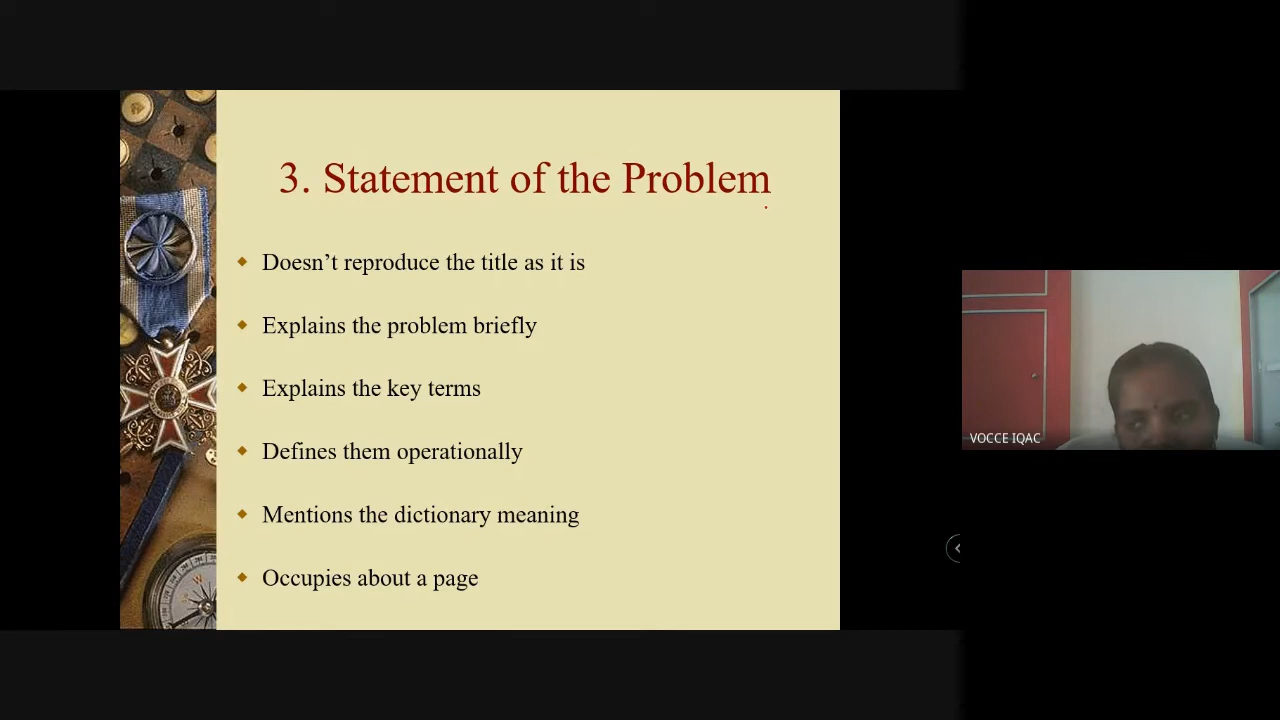 3. Statement of the Problem
Doesn’t reproduce the title as it is
Explains the problem briefly
Explains the key terms
Defines them operationally
Mentions the dictionary meaning
Occupies about a page
VOCCE IQAC